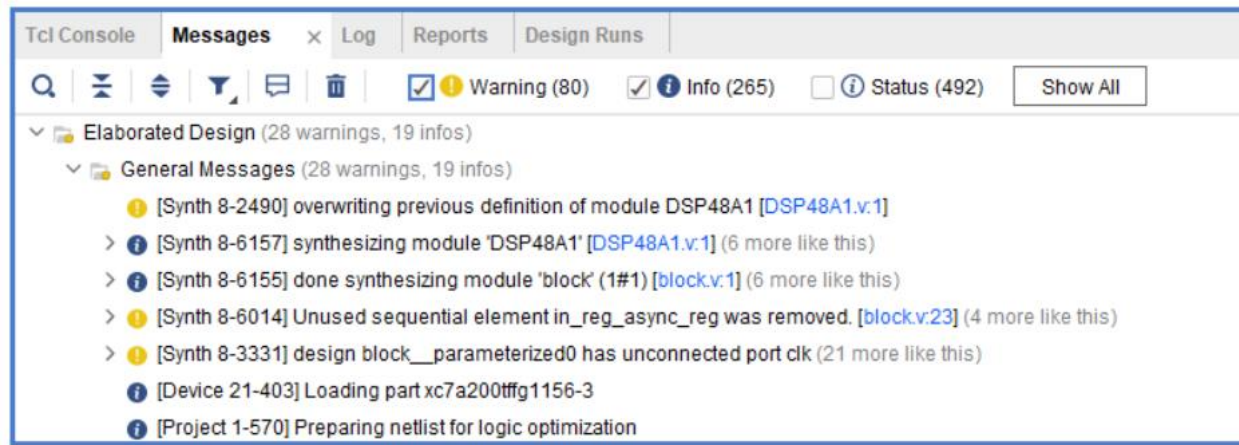 Tcl Console Messages × Log Reports Design Runs
Warning (80) Info (265) Status (492) Show All
Elaborated Design (28 warnings, 19 infos)
General Messages (28 warnings, 19 infos)
[Synth 8-2490] overwriting previous definition of module DSP48A1 [DSP48A1.v:1]
[Synth 8-6157] synthesizing module 'DSP48A1' [DSP48A1.v:1] (6 more like this)
[Synth 8-6155] done synthesizing module 'block' (1#1) [block.v:1] (6 more like this)
[Synth 8-6014] Unused sequential element in_reg_async_reg was removed. [block.v:23] (4 more like this)
[Synth 8-3331] design block__parameterized0 has unconnected port clk (21 more like this)
[Device 21-403] Loading part xc7a200tffg1156-3
[Project 1-570] Preparing netlist for logic optimization